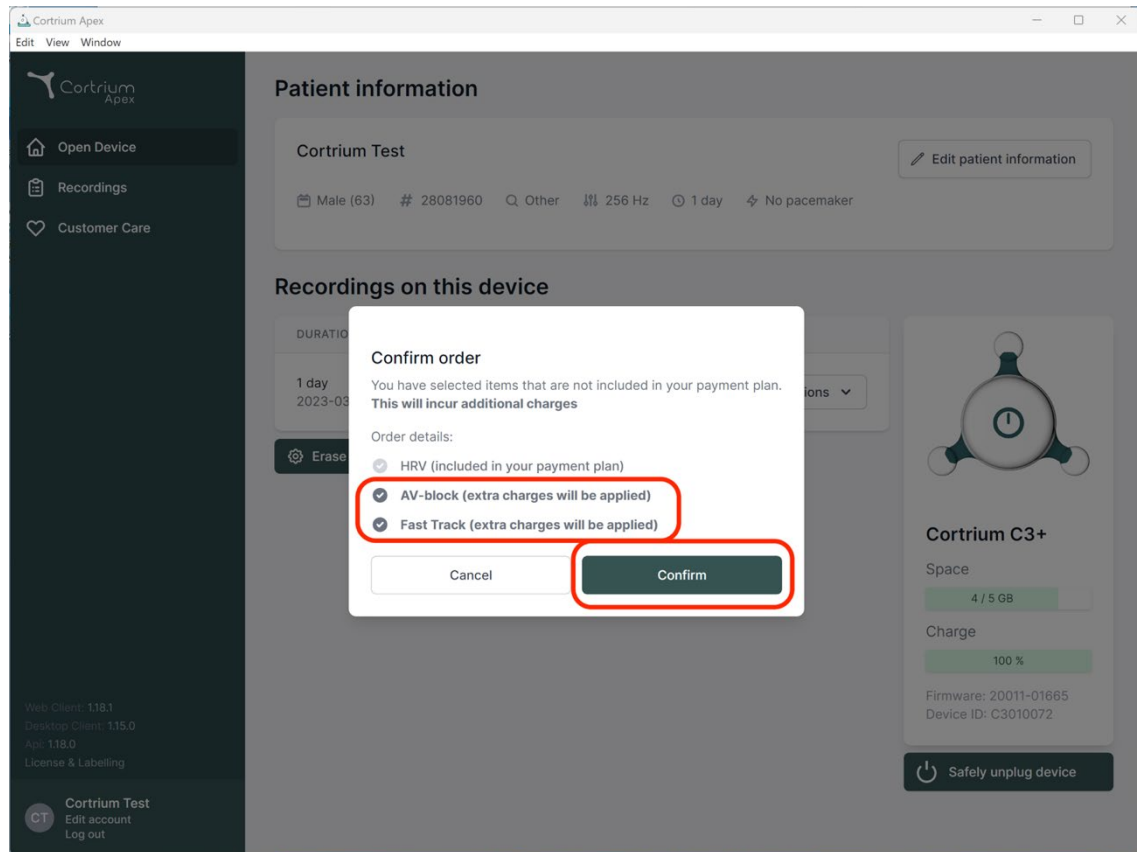 Cortrium Apex
Edit View Window
Cortrium
Apex
Open Device
Recordings
Customer Care
Web Client: 1.18.1
Desktop Client: 1.15.0
Api: 1.18.0
License & Labelling
CT
Cortrium Test
Edit account
Log out
Patient information
Cortrium Test
Edit patient information
Male (63) # 28081960 Other 256 Hz 1 day No pacemaker
Recordings on this device
DURATIO
1 day
2023-03
ions
Erase
Confirm order
You have selected items that are not included in your payment plan.
This will incur additional charges
Order details:
HRV (included in your payment plan)
AV-block (extra charges will be applied)
Fast Track (extra charges will be applied)
Cancel Confirm
Cortrium C3+
Space
4 / 5 GB
Charge
100 %
Firmware: 20011-01665
Device ID: C3010072
Safely unplug device